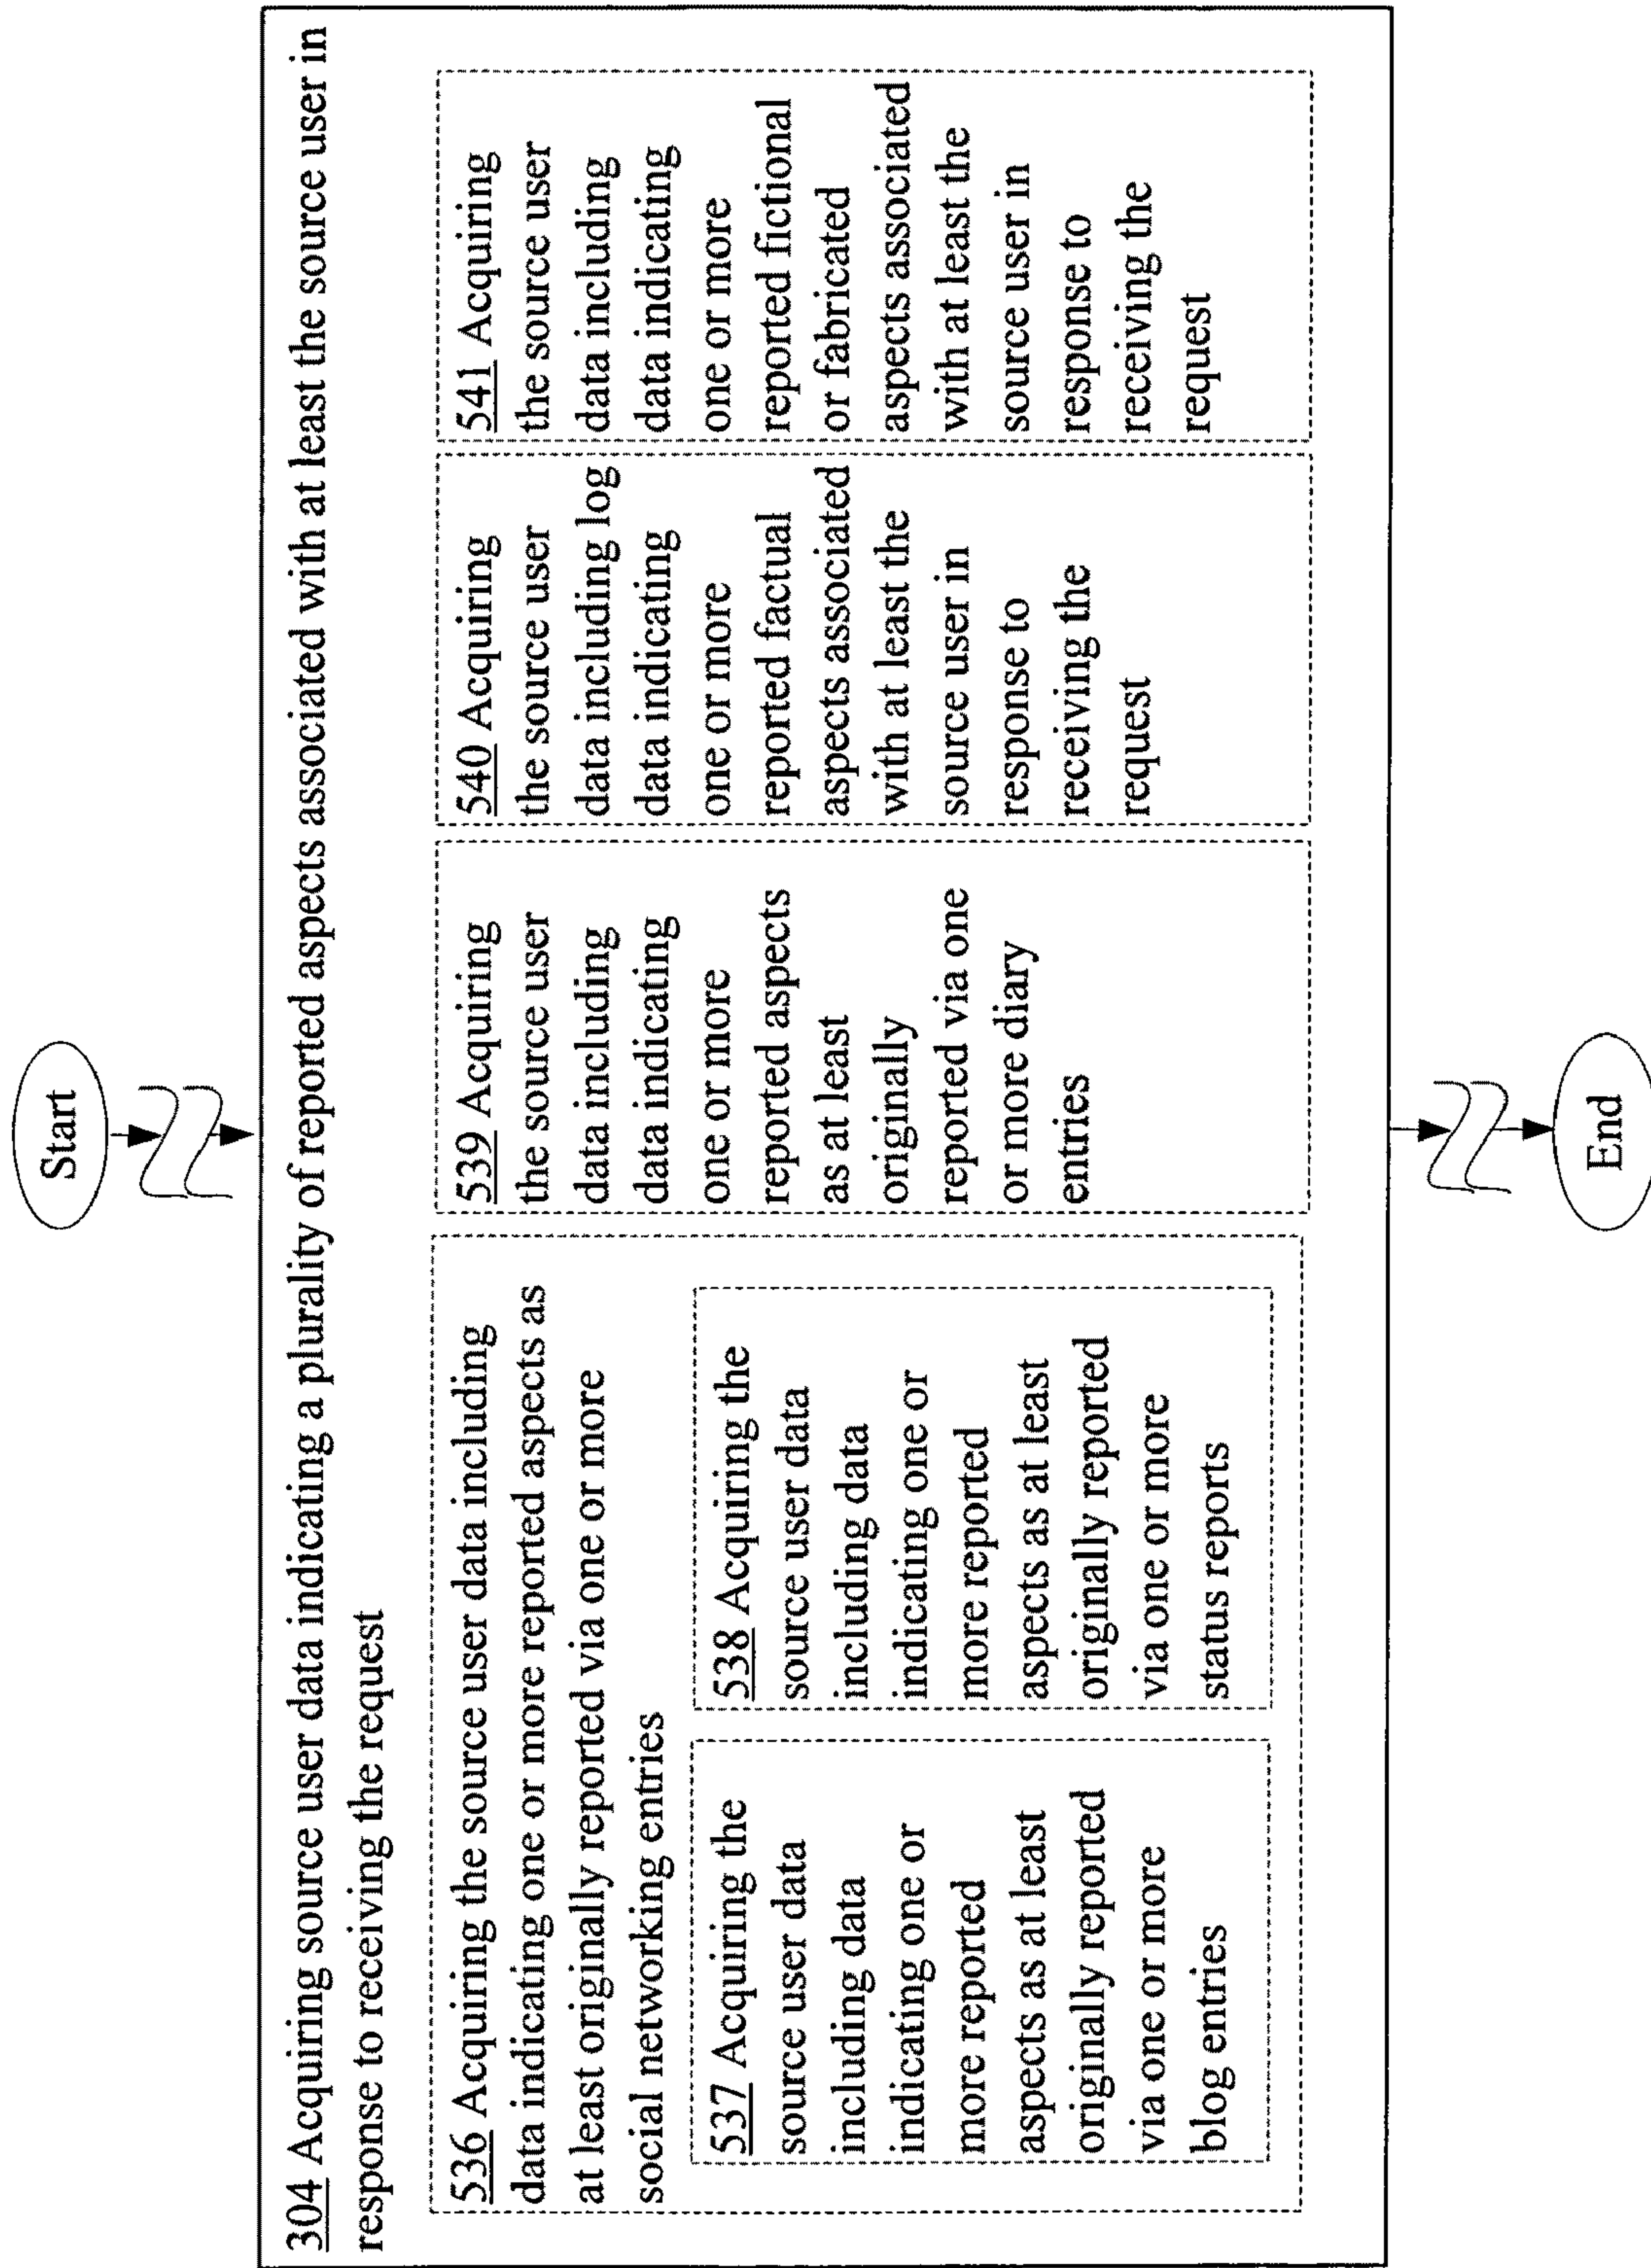 Start
304 Acquiring source user data indicating a plurality of reported aspects associated with at least the source user in
response to receiving the request
536 Acquiring the source user data including
data indicating one or more reported aspects as
at least originally reported via one or more
social networking entries
537 Acquiring the
source user data
including data
indicating one or
more reported
aspects as at least
originally reported
via one or more
blog entries
538 Acquiring the
source user data
including data
indicating one or
more reported
aspects as at least
originally reported
via one or more
status reports
539 Acquiring
the source user
data including
data indicating
one or more
reported aspects
as at least
originally
reported via one
or more diary
entries
540 Acquiring
the source user
data including log
data indicating
one or more
reported factual
aspects associated
with at least the
source user in
response to
receiving the
request
541 Acquiring
the source user
data including
data indicating
one or more
reported fictional
or fabricated
aspects associated
with at least the
source user in
response to
receiving the
request
End